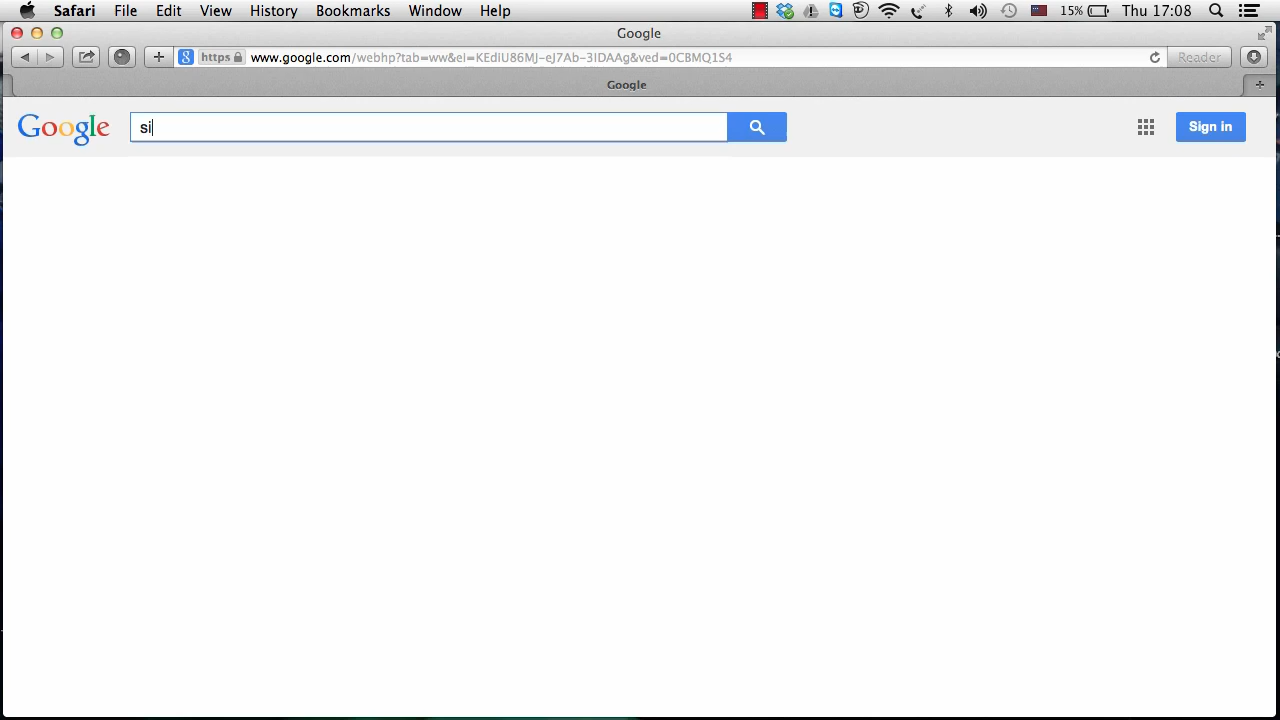 Safari File Edit View History Bookmarks Window Help 15% Thu 17:08
Google
https www.google.com/webhp?tab=ww&ei=KEdlU86MJ-eJ7Ab-3IDAAg&ved=0CBMQ1S4 Reader
Google
Google si Sign in